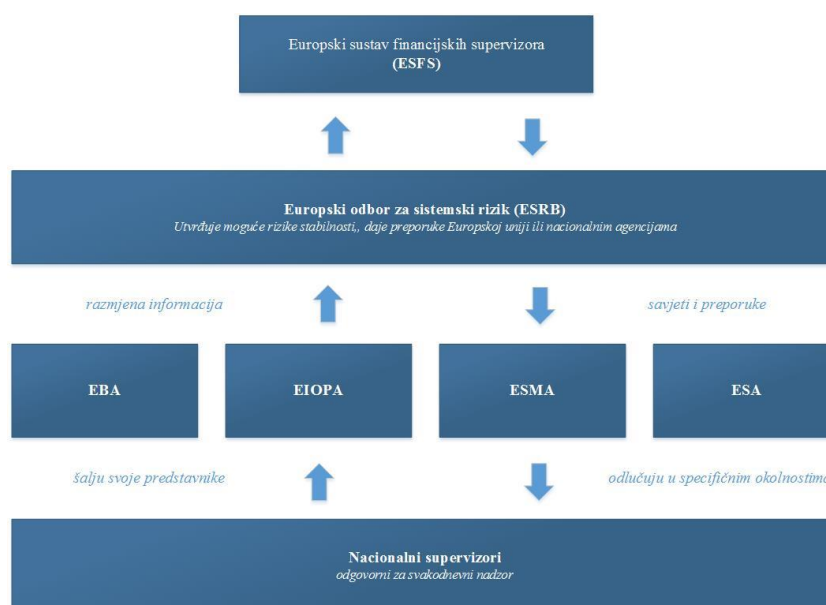 Europski sustav financijskih supervizora
(ESFS)
Europski odbor za sistemski rizik (ESRB)
Utvrđuje moguće rizike stabilnosti,, daje preporuke Europskoj uniji ili nacionalnim agencijama
razmjena informacija
savjeti i preporuke
EBA
EIOPA
ESMA
ESA
šalju svoje predstavnike
odlučuju u specifičnim okolnostima
Nacionalni supervizori
odgovorni za svakodnevni nadzor